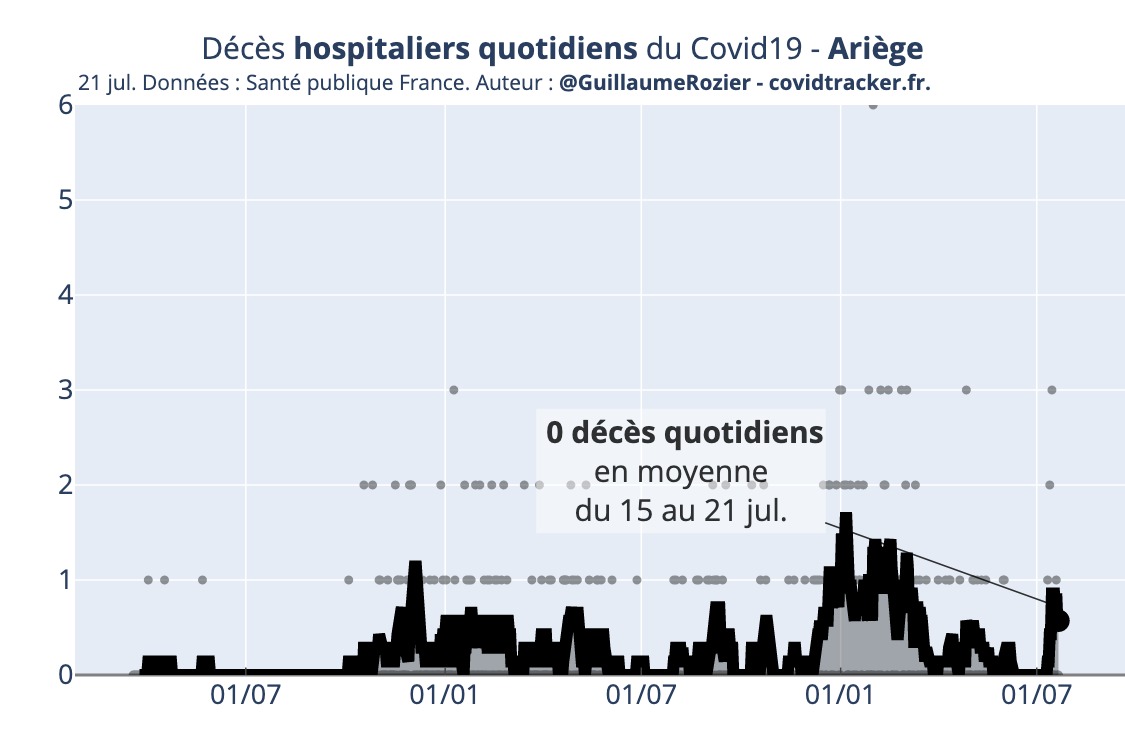 Décès hospitaliers quotidiens du Covid19 - Ariège
21 jul. Données : Santé publique France. Auteur : @GuillaumeRozier - covidtracker.fr.
6
5
4
3
2
1
0
0 décès quotidiens
en moyenne
du 15 au 21 jul.
01/07 01/01 01/07 01/01 01/07